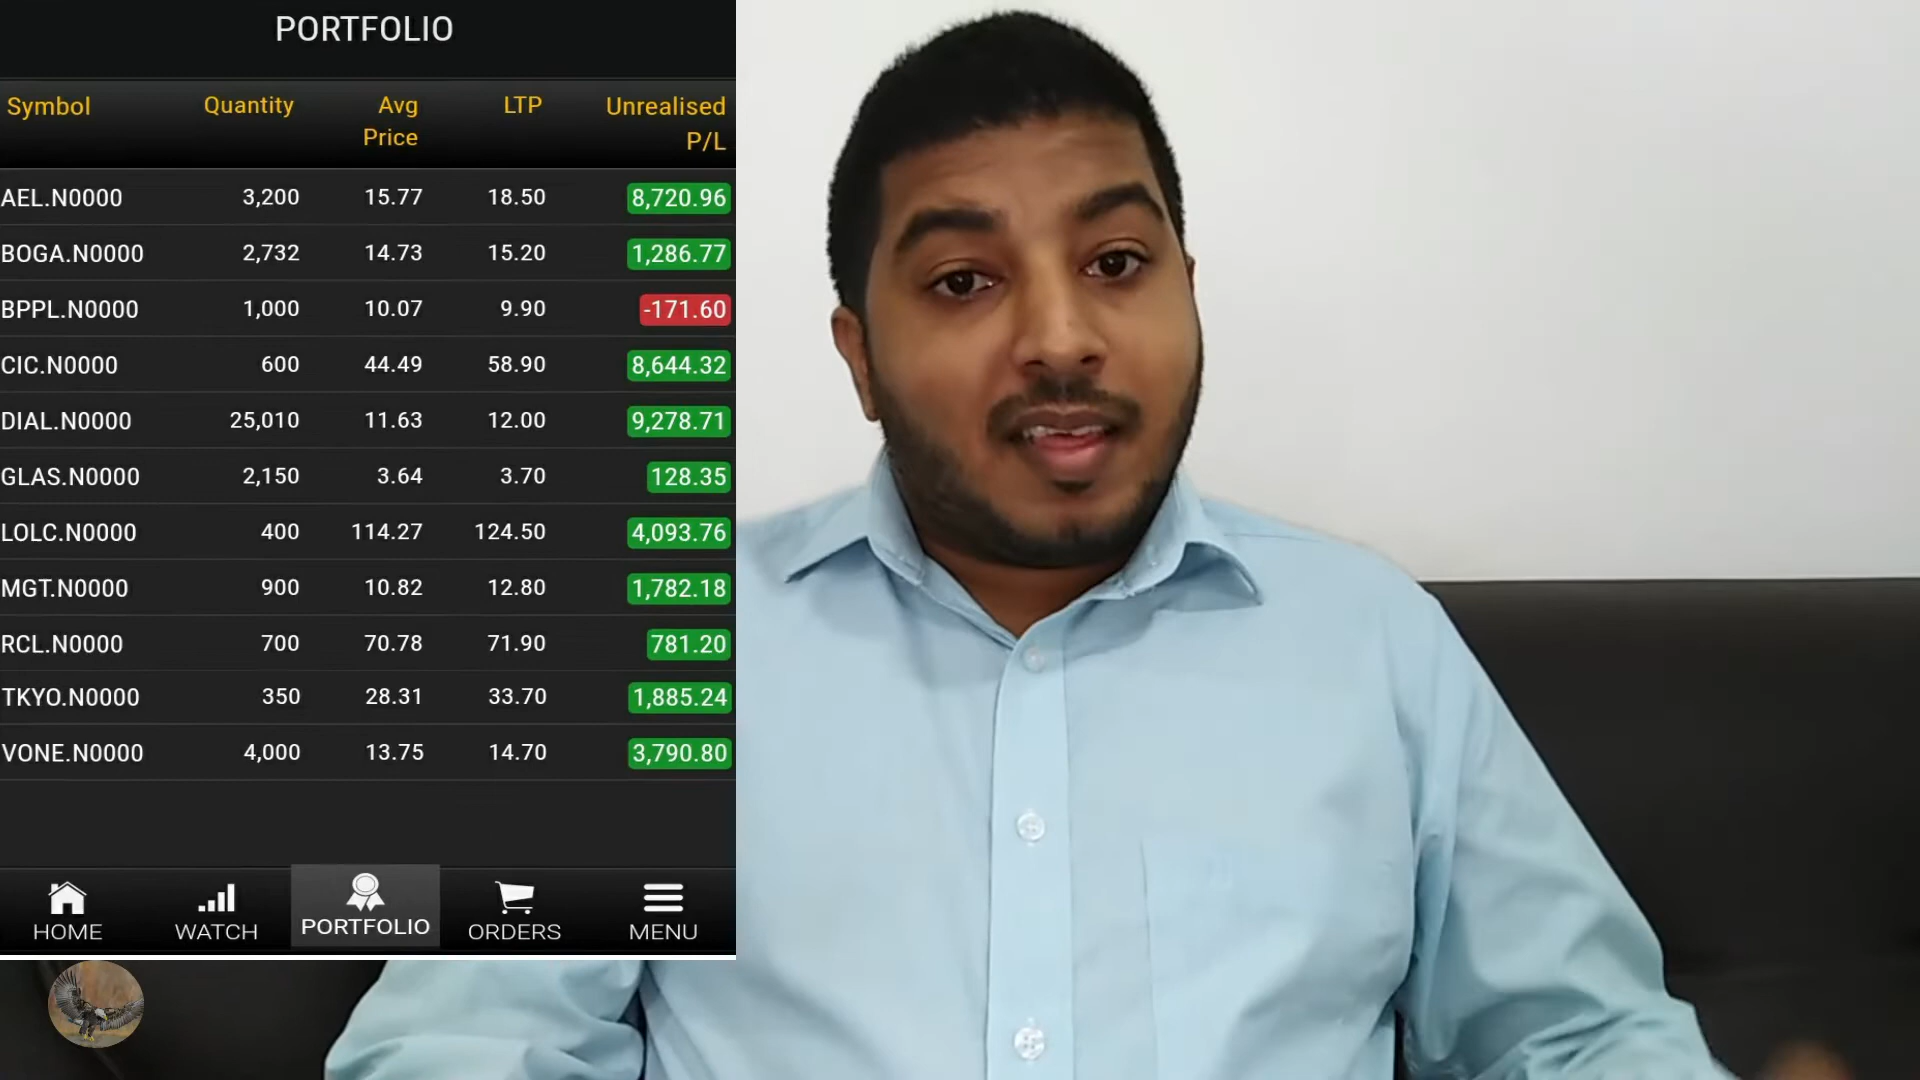 PORTFOLIO
Symbol Quantity Avg Price LTP Unrealised P/L
AEL.N0000 3,200 15.77 18.50 8,720.96
BOGA.N0000 2,732 14.73 15.20 1,286.77
BPPL.N0000 1,000 10.07 9.90 -171.60
CIC.N0000 600 44.49 58.90 8,644.32
DIAL.N0000 25,010 11.63 12.00 9,278.71
GLAS.N0000 2,150 3.64 3.70 128.35
LOLC.N0000 400 114.27 124.50 4,093.76
MGT.N0000 900 10.82 12.80 1,782.18
RCL.N0000 700 70.78 71.90 781.20
TKYO.N0000 350 28.31 33.70 1,885.24
VONE.N0000 4,000 13.75 14.70 3,790.80
HOME WATCH PORTFOLIO ORDERS MENU